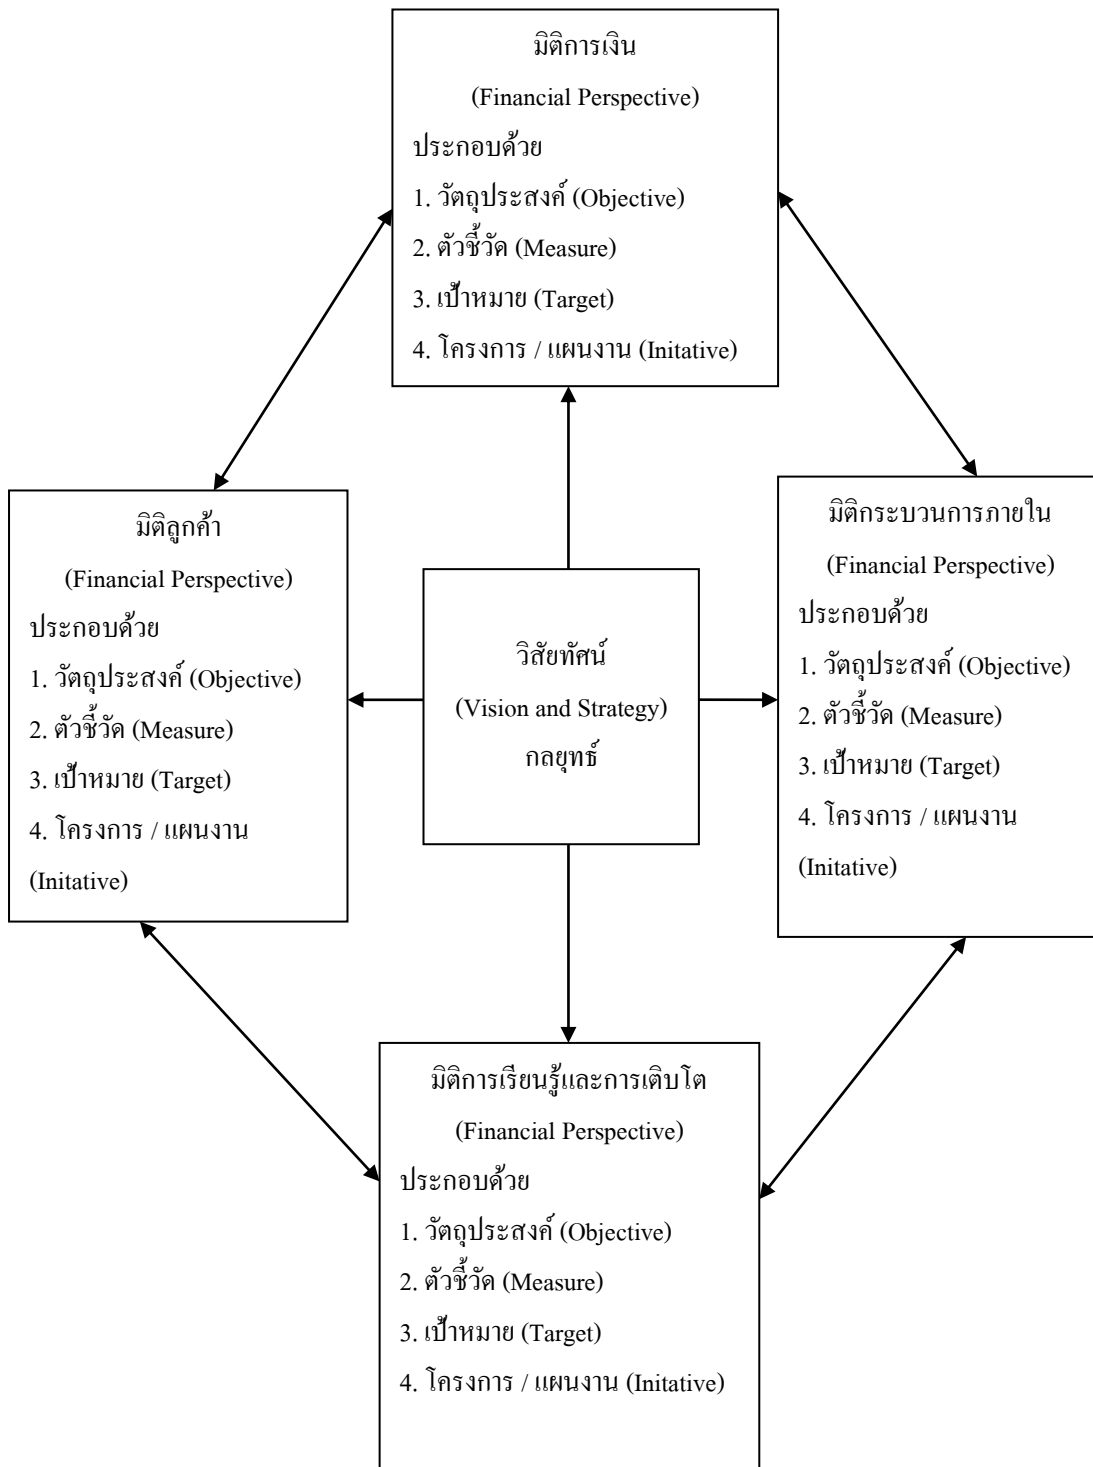 มิติการเงิน
(Financial Perspective)
ประกอบด้วย
1. วัตถุประสงค์ (Objective)
2. ตัวชี้วัด (Measure)
3. เป้าหมาย (Target)
4. โครงการ / แผนงาน (Initative)
มิติลูกค้า
(Financial Perspective)
ประกอบด้วย
1. วัตถุประสงค์ (Objective)
2. ตัวชี้วัด (Measure)
3. เป้าหมาย (Target)
4. โครงการ / แผนงาน
(Initative)
วิสัยทัศน์
(Vision and Strategy)
กลยุทธ์
มิติกระบวนการภายใน
(Financial Perspective)
ประกอบด้วย
1. วัตถุประสงค์ (Objective)
2. ตัวชี้วัด (Measure)
3. เป้าหมาย (Target)
4. โครงการ / แผนงาน
(Initative)
มิติการเรียนรู้และการเติบโต
(Financial Perspective)
ประกอบด้วย
1. วัตถุประสงค์ (Objective)
2. ตัวชี้วัด (Measure)
3. เป้าหมาย (Target)
4. โครงการ / แผนงาน (Initative)